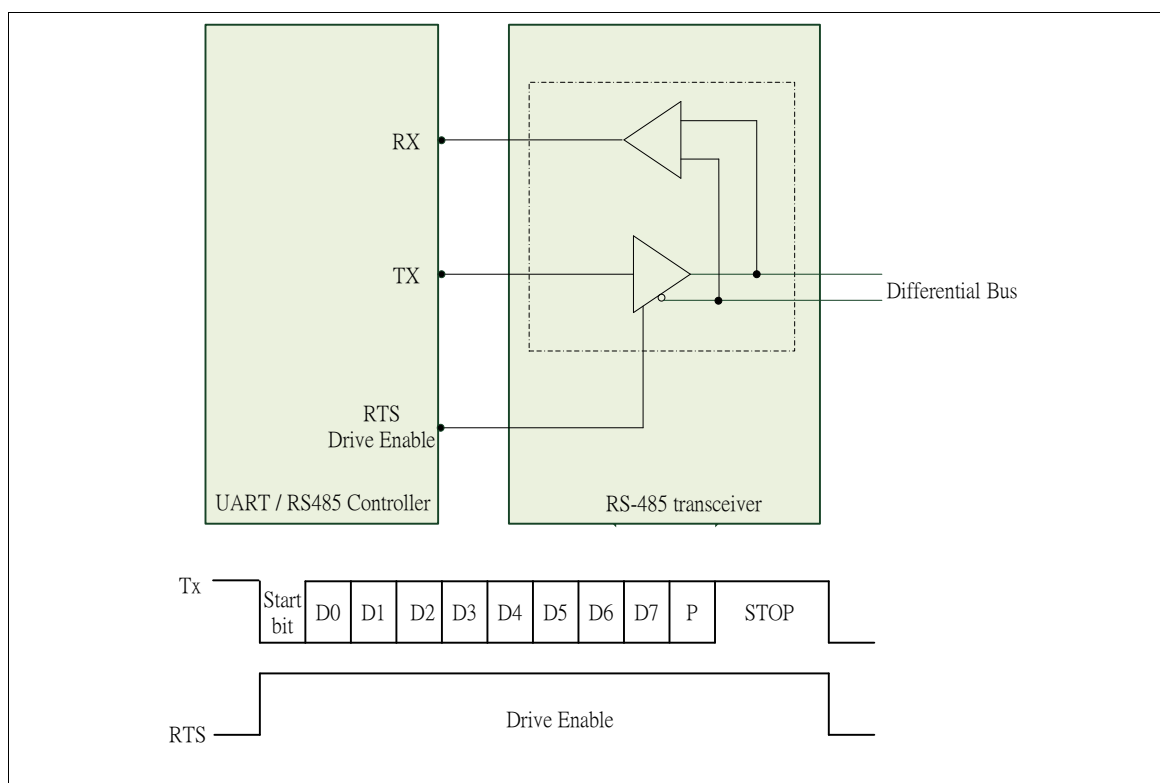 RX
TX
Differential Bus
RTS
Drive Enable
UART / RS485 Controller
RS-485 transceiver
Tx
Start
bit
D0 D1 D2 D3 D4 D5 D6 D7 P STOP
Drive Enable
RTS